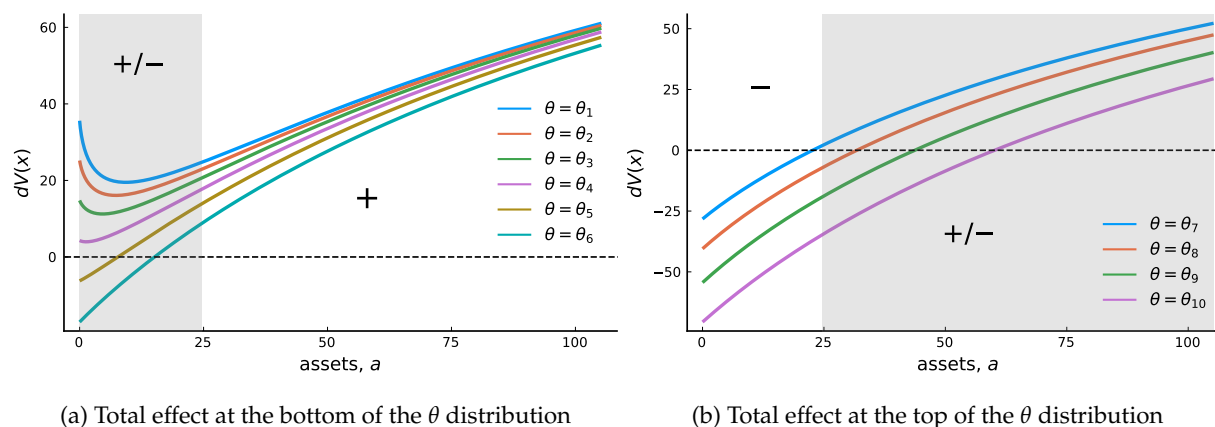 60
40
20
0
dV(x)
+/−
+
θ = θ₁
θ = θ₂
θ = θ₃
θ = θ₄
θ = θ₅
θ = θ₆
0 25 50 75 100
assets, a
(a) Total effect at the bottom of the θ distribution
50
25
0
−25
−50
dV(x)
−
+/−
θ = θ₇
θ = θ₈
θ = θ₉
θ = θ₁₀
0 25 50 75 100
assets, a
(b) Total effect at the top of the θ distribution